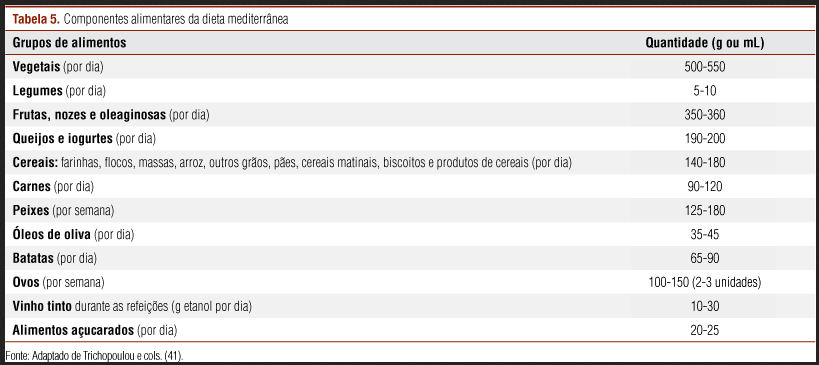 Tabela 5. Componentes alimentares da dieta mediterrânea
Grupos de alimentos Quantidade (g ou mL)
Vegetais (por dia) 500-550
Legumes (por dia) 5-10
Frutas, nozes e oleaginosas (por dia) 350-360
Queijos e iogurtes (por dia) 190-200
Cereais: farinhas, flocos, massas, arroz, outros grãos, pães, cereais matinais, biscoitos e produtos de cereais (por dia) 140-180
Carnes (por dia) 90-120
Peixes (por semana) 125-180
Óleos de oliva (por dia) 35-45
Batatas (por dia) 65-90
Ovos (por semana) 100-150 (2-3 unidades)
Vinho tinto durante as refeições (g etanol por dia) 10-30
Alimentos açucarados (por dia) 20-25
Fonte: Adaptado de Trichopoulou e cols. (41).